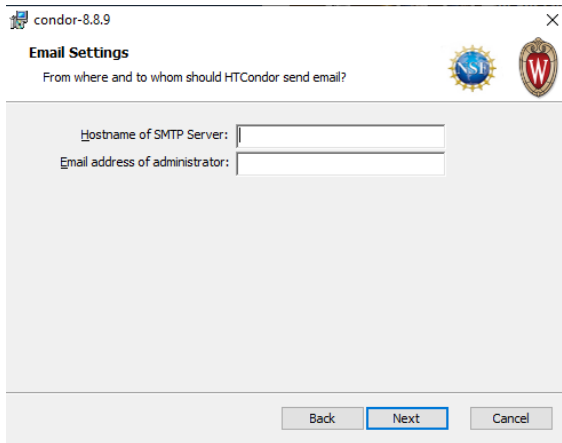 condor-8.8.9
Email Settings
From where and to whom should HTCondor send email?
NSF
W
Hostname of SMTP Server:
Email address of administrator:
Back Next Cancel